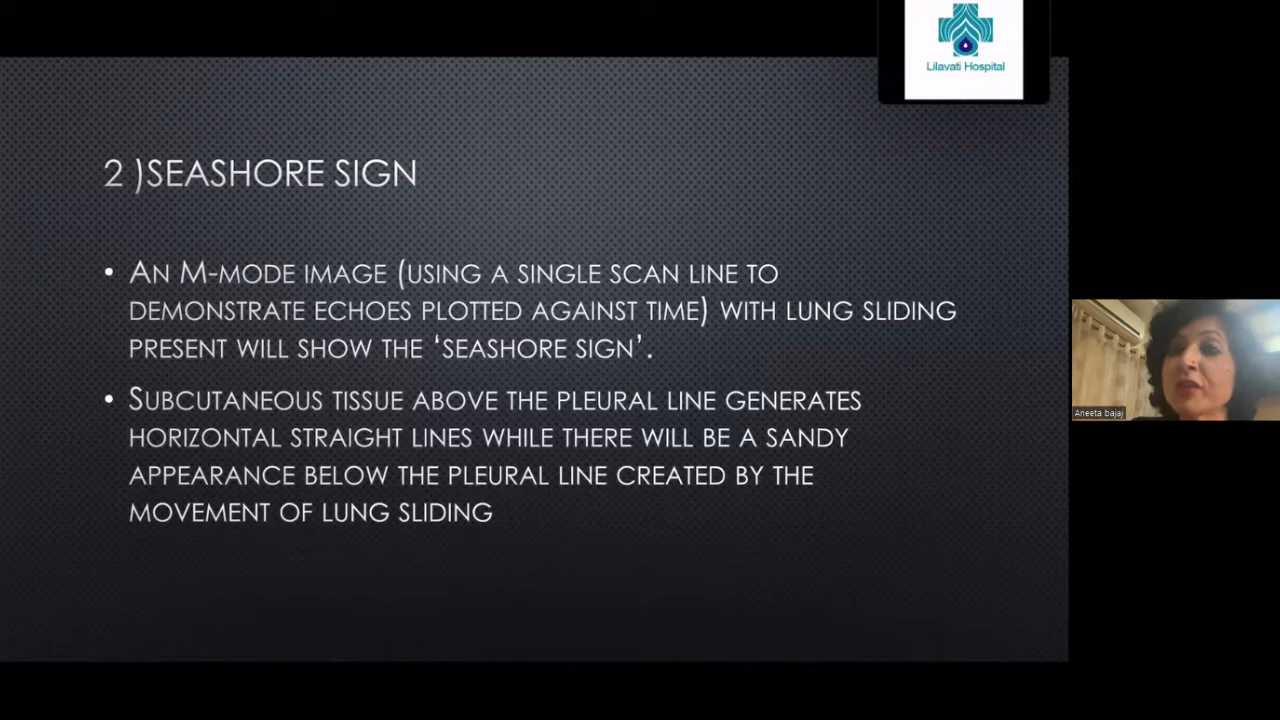 Lilavati Hospital
2 )SEASHORE SIGN
• AN M-MODE IMAGE (USING A SINGLE SCAN LINE TO
DEMONSTRATE ECHOES PLOTTED AGAINST TIME) WITH LUNG SLIDING
PRESENT WILL SHOW THE ‘SEASHORE SIGN’.
• SUBCUTANEOUS TISSUE ABOVE THE PLEURAL LINE GENERATES
HORIZONTAL STRAIGHT LINES WHILE THERE WILL BE A SANDY
APPEARANCE BELOW THE PLEURAL LINE CREATED BY THE
MOVEMENT OF LUNG SLIDING
Aneeta bajaj